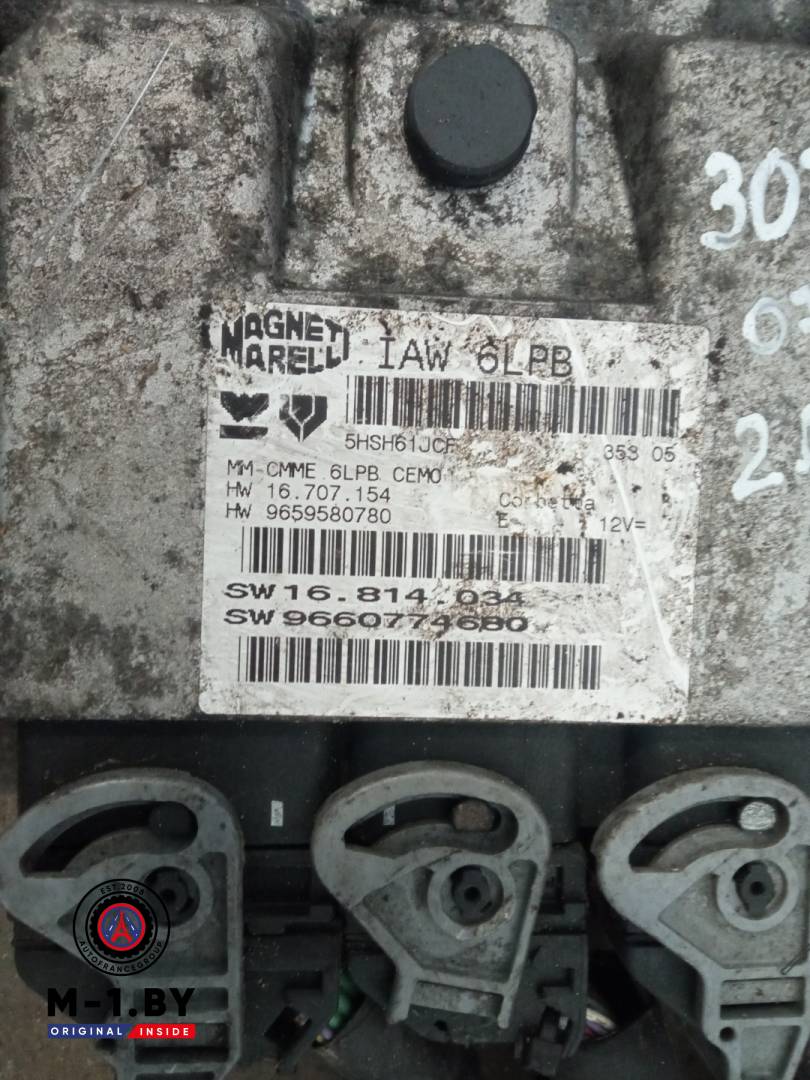 MAGNETI
MARELLI
IAW 6LPB
5HSH61JCF
353 05
MM-CMME 6LPB CEM01
HW 16.707.154
HW 9659580780
Corbetta
E
12V=
SW 16.814.034
SW 9660774680
EST 2008
AUTOFRANCEGROUP
M-1.BY
ORIGINAL INSIDE